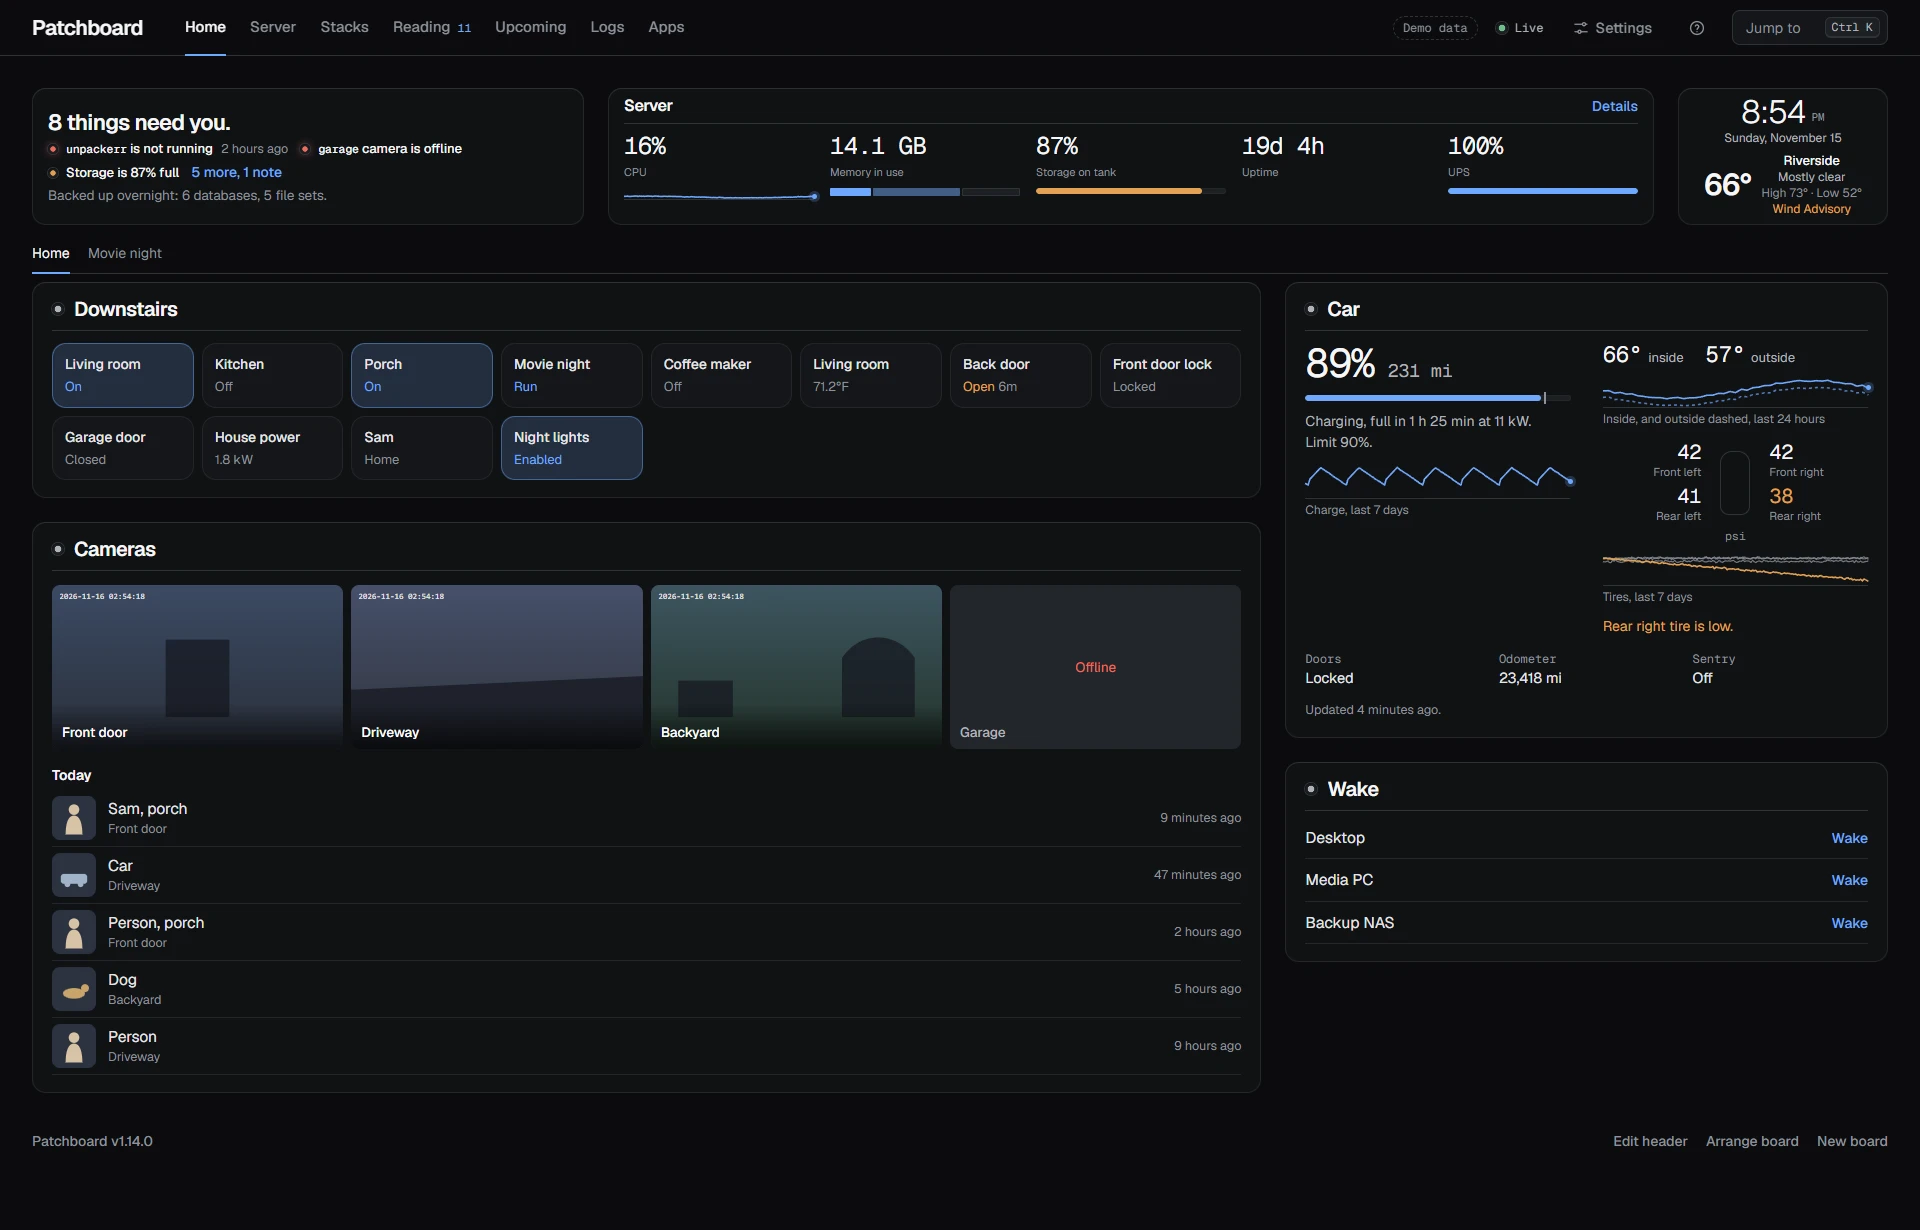 Patchboard
Home
Server
Stacks
Reading 11
Upcoming
Logs
Apps
Demo data
Live
Settings
Jump to
Ctrl K
8 things need you.
unpackerr is not running 2 hours ago garage camera is offline
Storage is 87% full 5 more, 1 note
Backed up overnight: 6 databases, 5 file sets.
Server
Details
16%
CPU
14.1 GB
Memory in use
87%
Storage on tank
19d 4h
Uptime
100%
UPS
8:54 PM
Sunday, November 15
66°
Riverside
Mostly clear
High 73° · Low 52°
Wind Advisory
Home
Movie night
Downstairs
Living room
On
Kitchen
Off
Porch
On
Movie night
Run
Coffee maker
Off
Living room
71.2°F
Back door
Open 6m
Front door lock
Locked
Garage door
Closed
House power
1.8 kW
Sam
Home
Night lights
Enabled
Cameras
2026-11-16 02:54:18
Front door
2026-11-16 02:54:18
Driveway
2026-11-16 02:54:18
Backyard
Offline
Garage
Today
Sam, porch
Front door
9 minutes ago
Car
Driveway
47 minutes ago
Person, porch
Front door
2 hours ago
Dog
Backyard
5 hours ago
Person
Driveway
9 hours ago
Car
89% 231 mi
Charging, full in 1 h 25 min at 11 kW.
Limit 90%.
Charge, last 7 days
66° inside 57° outside
Inside, and outside dashed, last 24 hours
42
Front left
42
Front right
41
Rear left
38
Rear right
psi
Tires, last 7 days
Rear right tire is low.
Doors
Locked
Odometer
23,418 mi
Sentry
Off
Updated 4 minutes ago.
Wake
Desktop
Wake
Media PC
Wake
Backup NAS
Wake
Patchboard v1.14.0
Edit header
Arrange board
New board